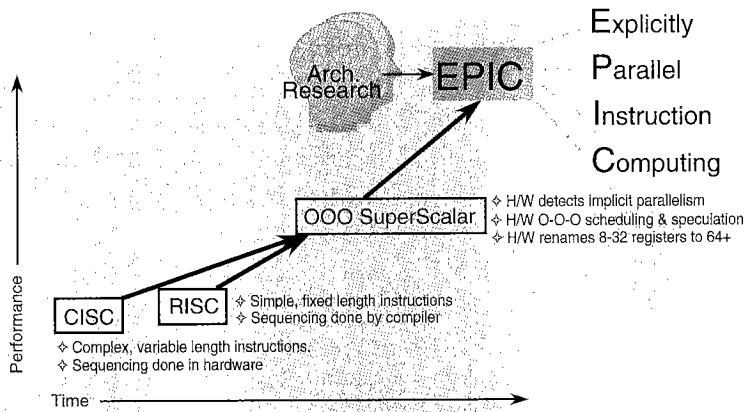 Explicitly
Parallel
Instruction
Computing
Arch.
Research
EPIC
OOO SuperScalar
✧ H/W detects implicit parallelism
✧ H/W O-O-O scheduling & speculation
✧ H/W renames 8-32 registers to 64+
CISC
RISC
✧ Simple, fixed length instructions
✧ Sequencing done by compiler
✧ Complex, variable length instructions.
✧ Sequencing done in hardware
Performance
Time